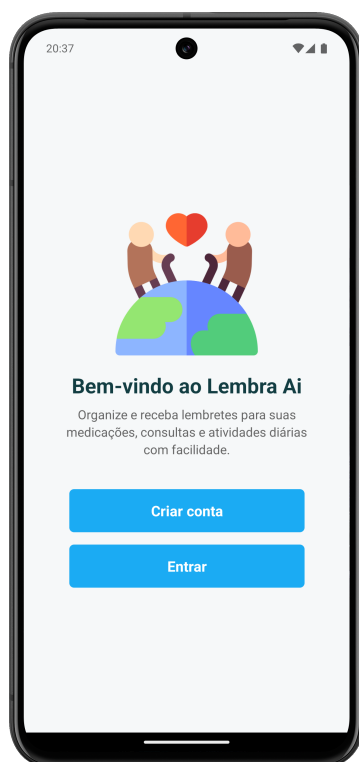 20:37
Bem-vindo ao Lembra Ai
Organize e receba lembretes para suas
medicações, consultas e atividades diárias
com facilidade.
Criar conta
Entrar